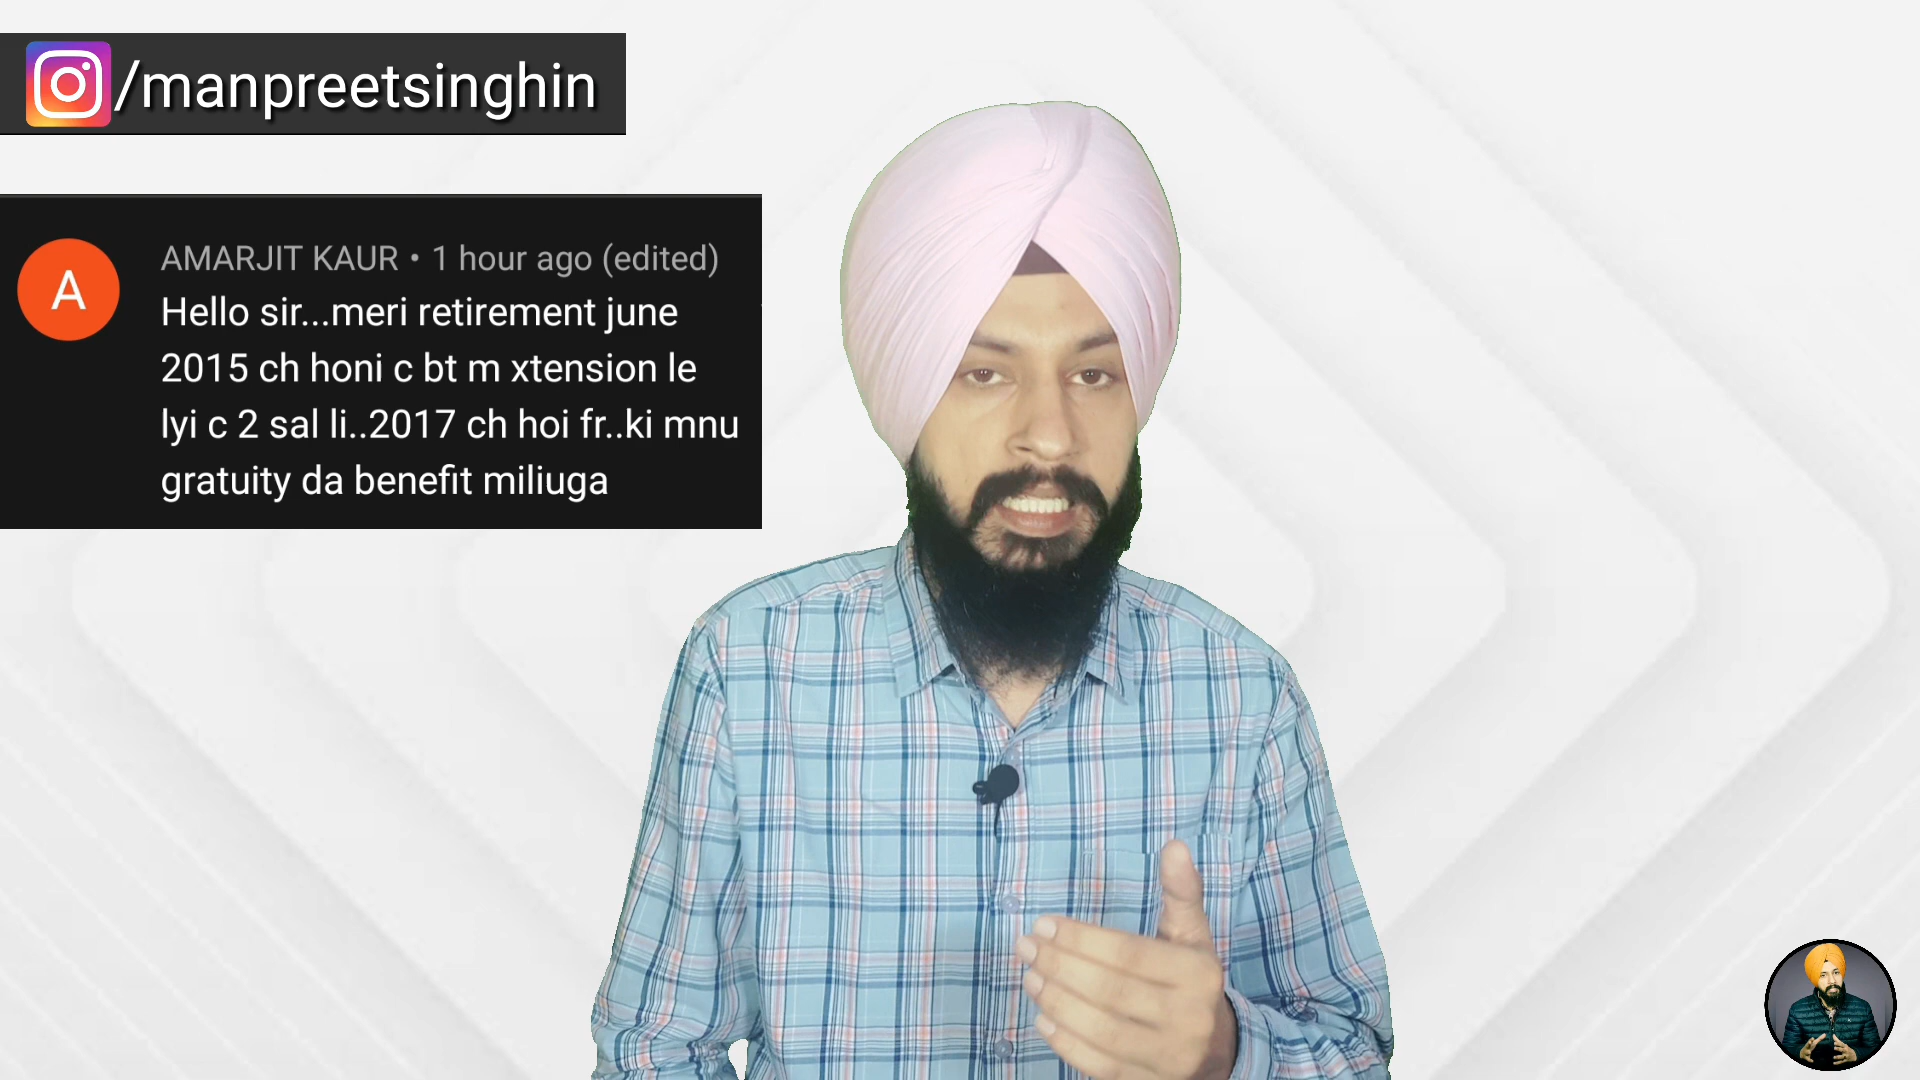 /manpreetsinghin
A
AMARJIT KAUR • 1 hour ago (edited)
Hello sir...meri retirement june
2015 ch honi c bt m xtension le
lyi c 2 sal li..2017 ch hoi fr..ki mnu
gratuity da benefit miliuga